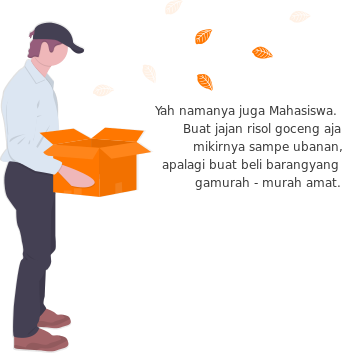 Yah namanya juga Mahasiswa.
Buat jajan risol goceng aja
mikirnya sampe ubanan,
apalagi buat beli barangyang
gamurah - murah amat.